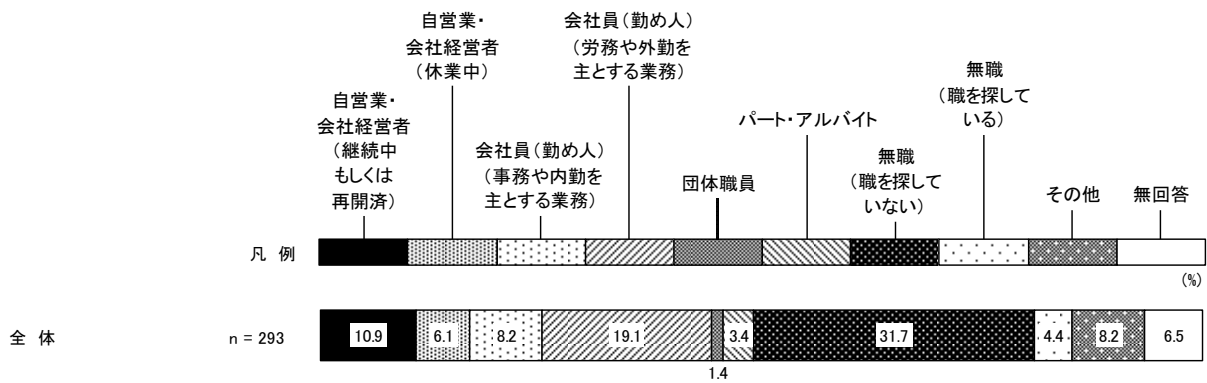 自営業・
会社経営者
（休業中）
会社員（勤め人）
（労務や外勤を
主とする業務）
無職
（職を探して
いる）
自営業・
会社経営者
（継続中
もしくは
再開済）
会社員（勤め人）
（事務や内勤を
主とする業務）
団体職員
パート・アルバイト
無職
（職を探して
いない）
その他
無回答
凡 例
(%)
全 体
n = 293
10.9
6.1
8.2
19.1
1.4
3.4
31.7
4.4
8.2
6.5